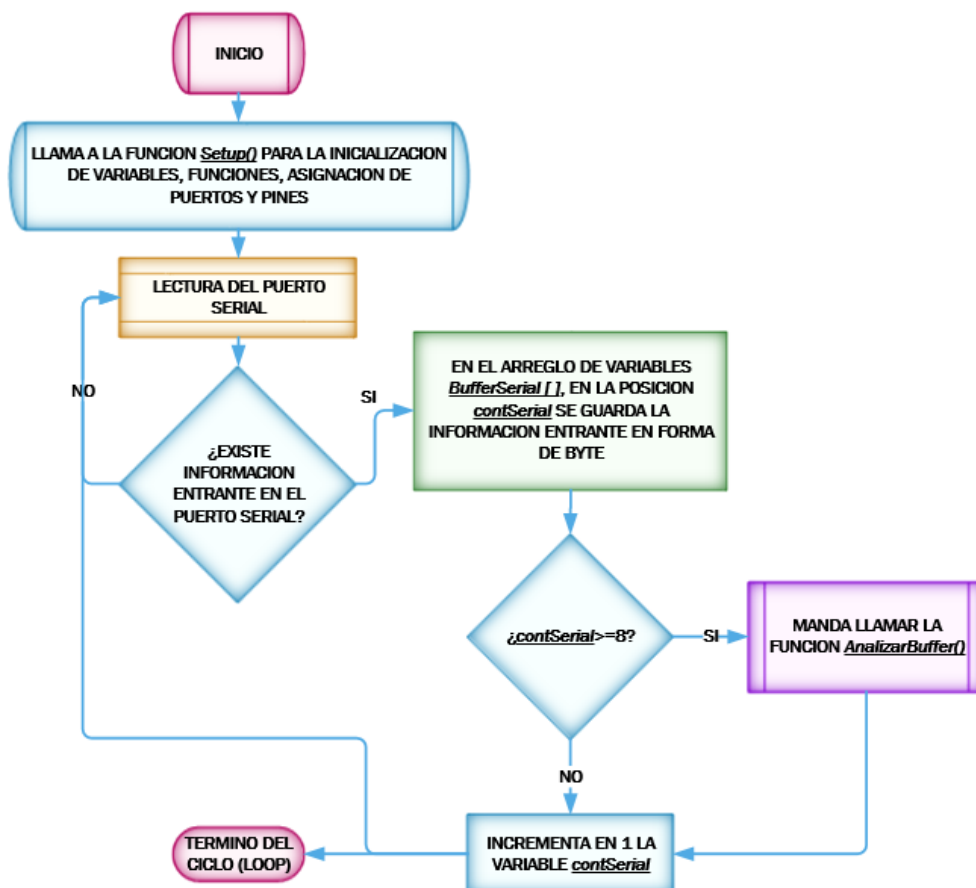 INICIO
LLAMA A LA FUNCION Setup() PARA LA INICIALIZACION
DE VARIABLES, FUNCIONES, ASIGNACION DE
PUERTOS Y PINES
LECTURA DEL PUERTO
SERIAL
NO
SI
¿EXISTE
INFORMACION
ENTRANTE EN EL
PUERTO SERIAL?
EN EL ARREGLO DE VARIABLES
BufferSerial [ ], EN LA POSICION
contSerial SE GUARDA LA
INFORMACION ENTRANTE EN FORMA
DE BYTE
¿contSerial>=8?
SI
MANDA LLAMAR LA
FUNCION AnalizarBuffer()
NO
INCREMENTA EN 1 LA
VARIABLE contSerial
TERMINO DEL
CICLO (LOOP)